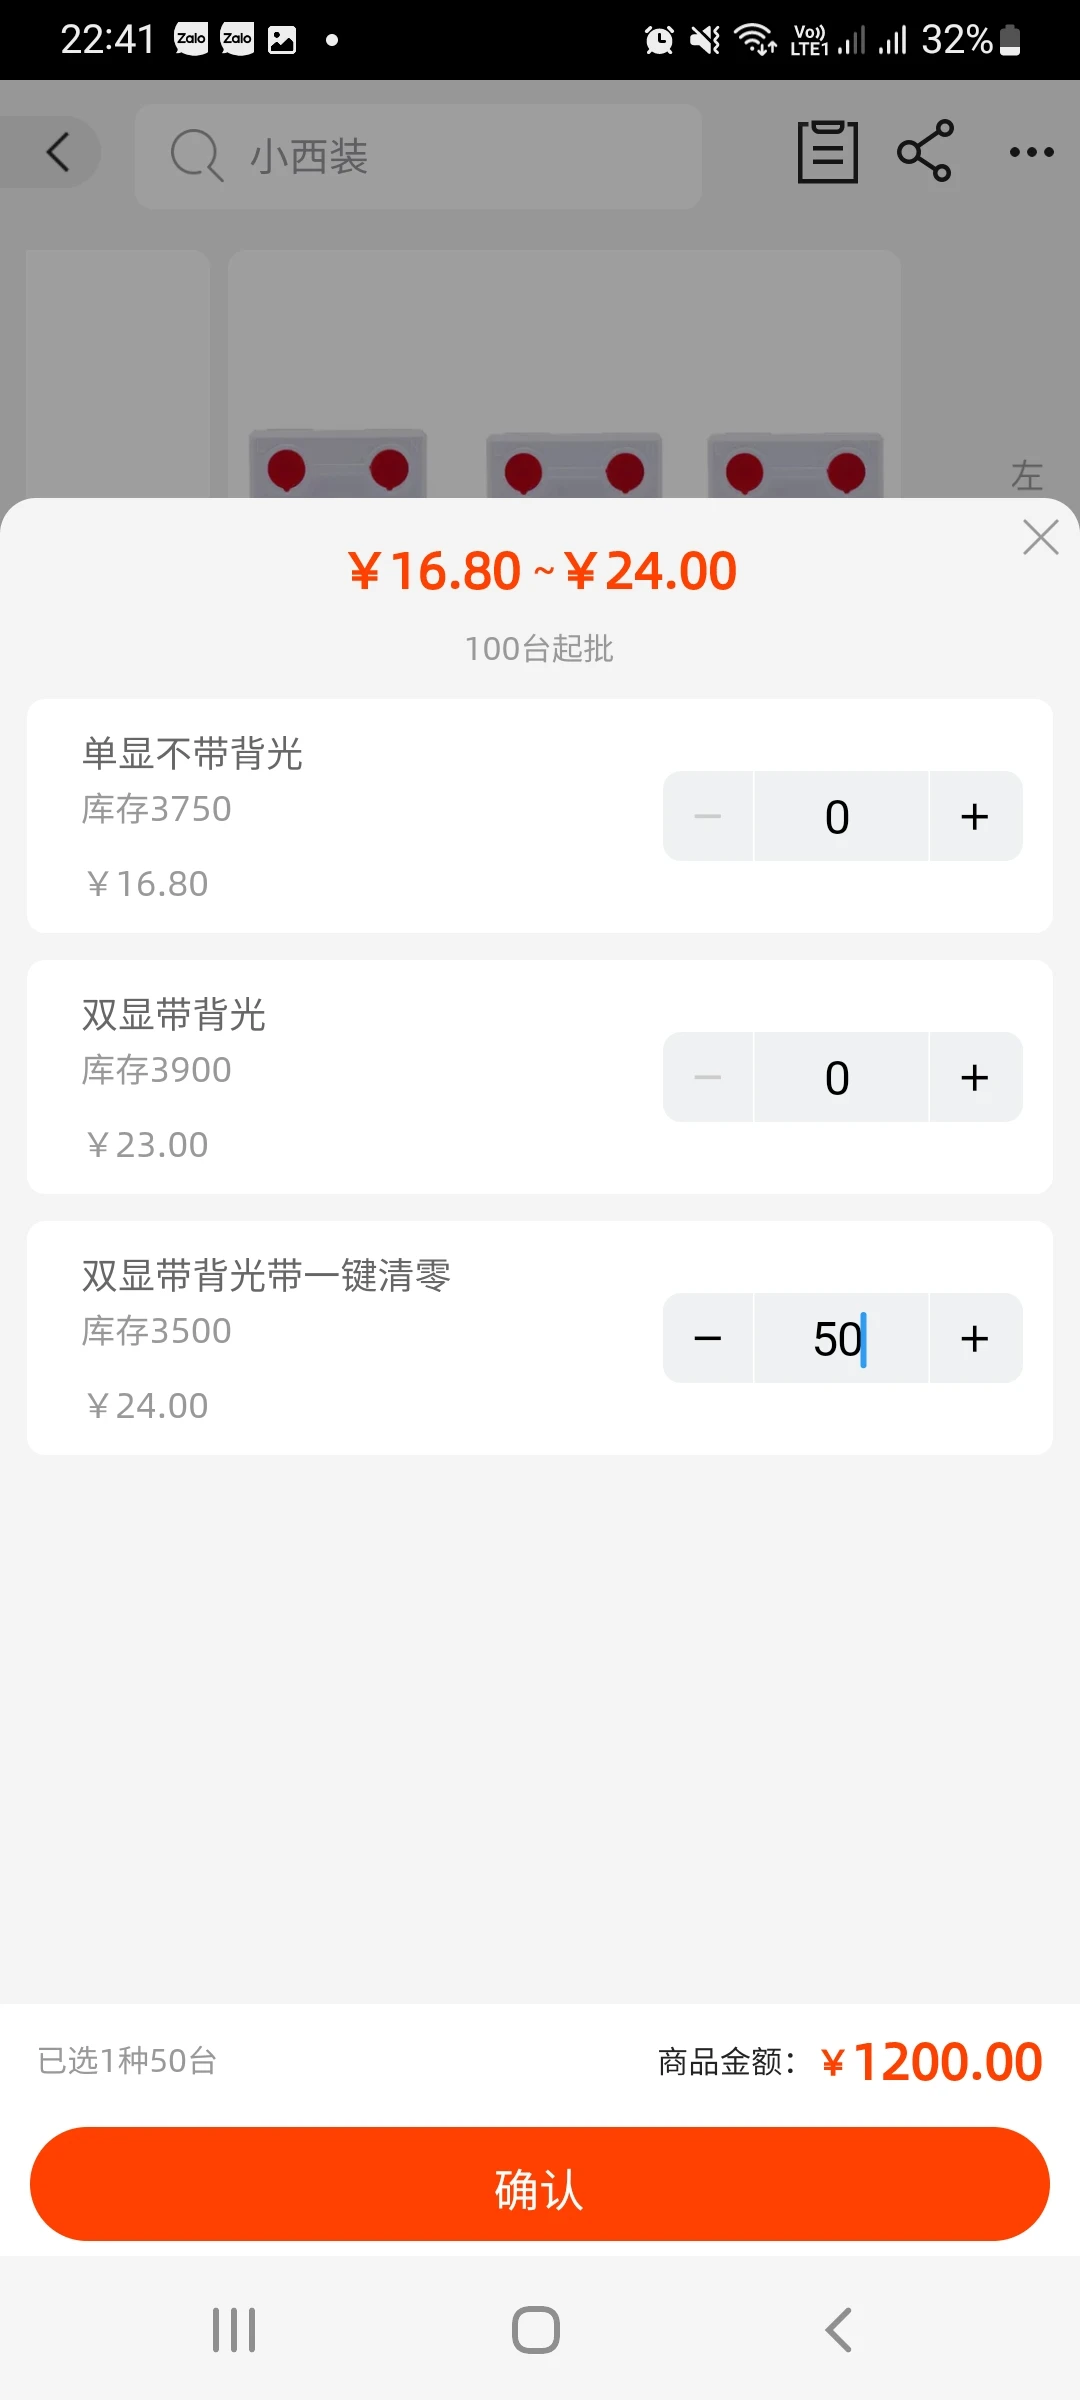 22:41 Zalo Zalo Vo)) LTE1 32%
小西装
左
¥16.80 ~ ¥24.00
100台起批
单显不带背光
库存3750
¥16.80
0
双显带背光
库存3900
¥23.00
0
双显带背光带一键清零
库存3500
¥24.00
50
已选1种50台
商品金额：¥1200.00
确认